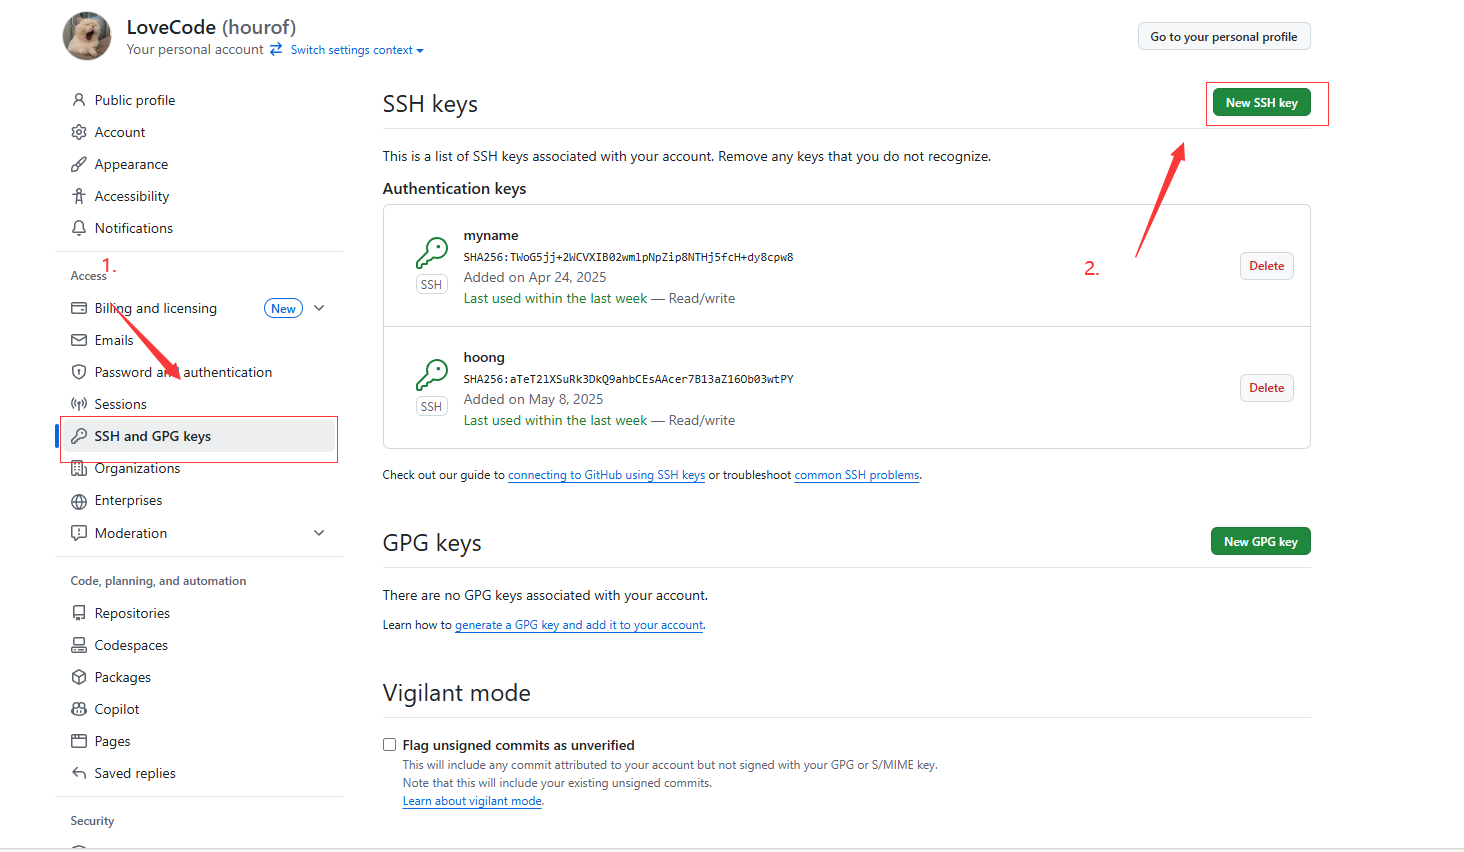 LoveCode (hourof)
Your personal account Switch settings context
Go to your personal profile
Public profile
Account
Appearance
Accessibility
Notifications
1.
Access
Billing and licensing New
Emails
Password and authentication
Sessions
SSH and GPG keys
Organizations
Enterprises
Moderation
Code, planning, and automation
Repositories
Codespaces
Packages
Copilot
Pages
Saved replies
Security
SSH keys
New SSH key
This is a list of SSH keys associated with your account. Remove any keys that you do not recognize.
Authentication keys
2.
myname
SHA256:TWoG5jj+2WCVXIB02wmlpNpZip8NTHj5fcH+dy8cpw8
Added on Apr 24, 2025
Last used within the last week — Read/write
SSH
Delete
hoong
SHA256:aTeT2lXSuRk3DkQ9ahbCEsAAcer7B13aZ16Ob03wtPY
Added on May 8, 2025
Last used within the last week — Read/write
SSH
Delete
Check out our guide to connecting to GitHub using SSH keys or troubleshoot common SSH problems.
GPG keys
New GPG key
There are no GPG keys associated with your account.
Learn how to generate a GPG key and add it to your account.
Vigilant mode
Flag unsigned commits as unverified
This will include any commit attributed to your account but not signed with your GPG or S/MIME key.
Note that this will include your existing unsigned commits.
Learn about vigilant mode.